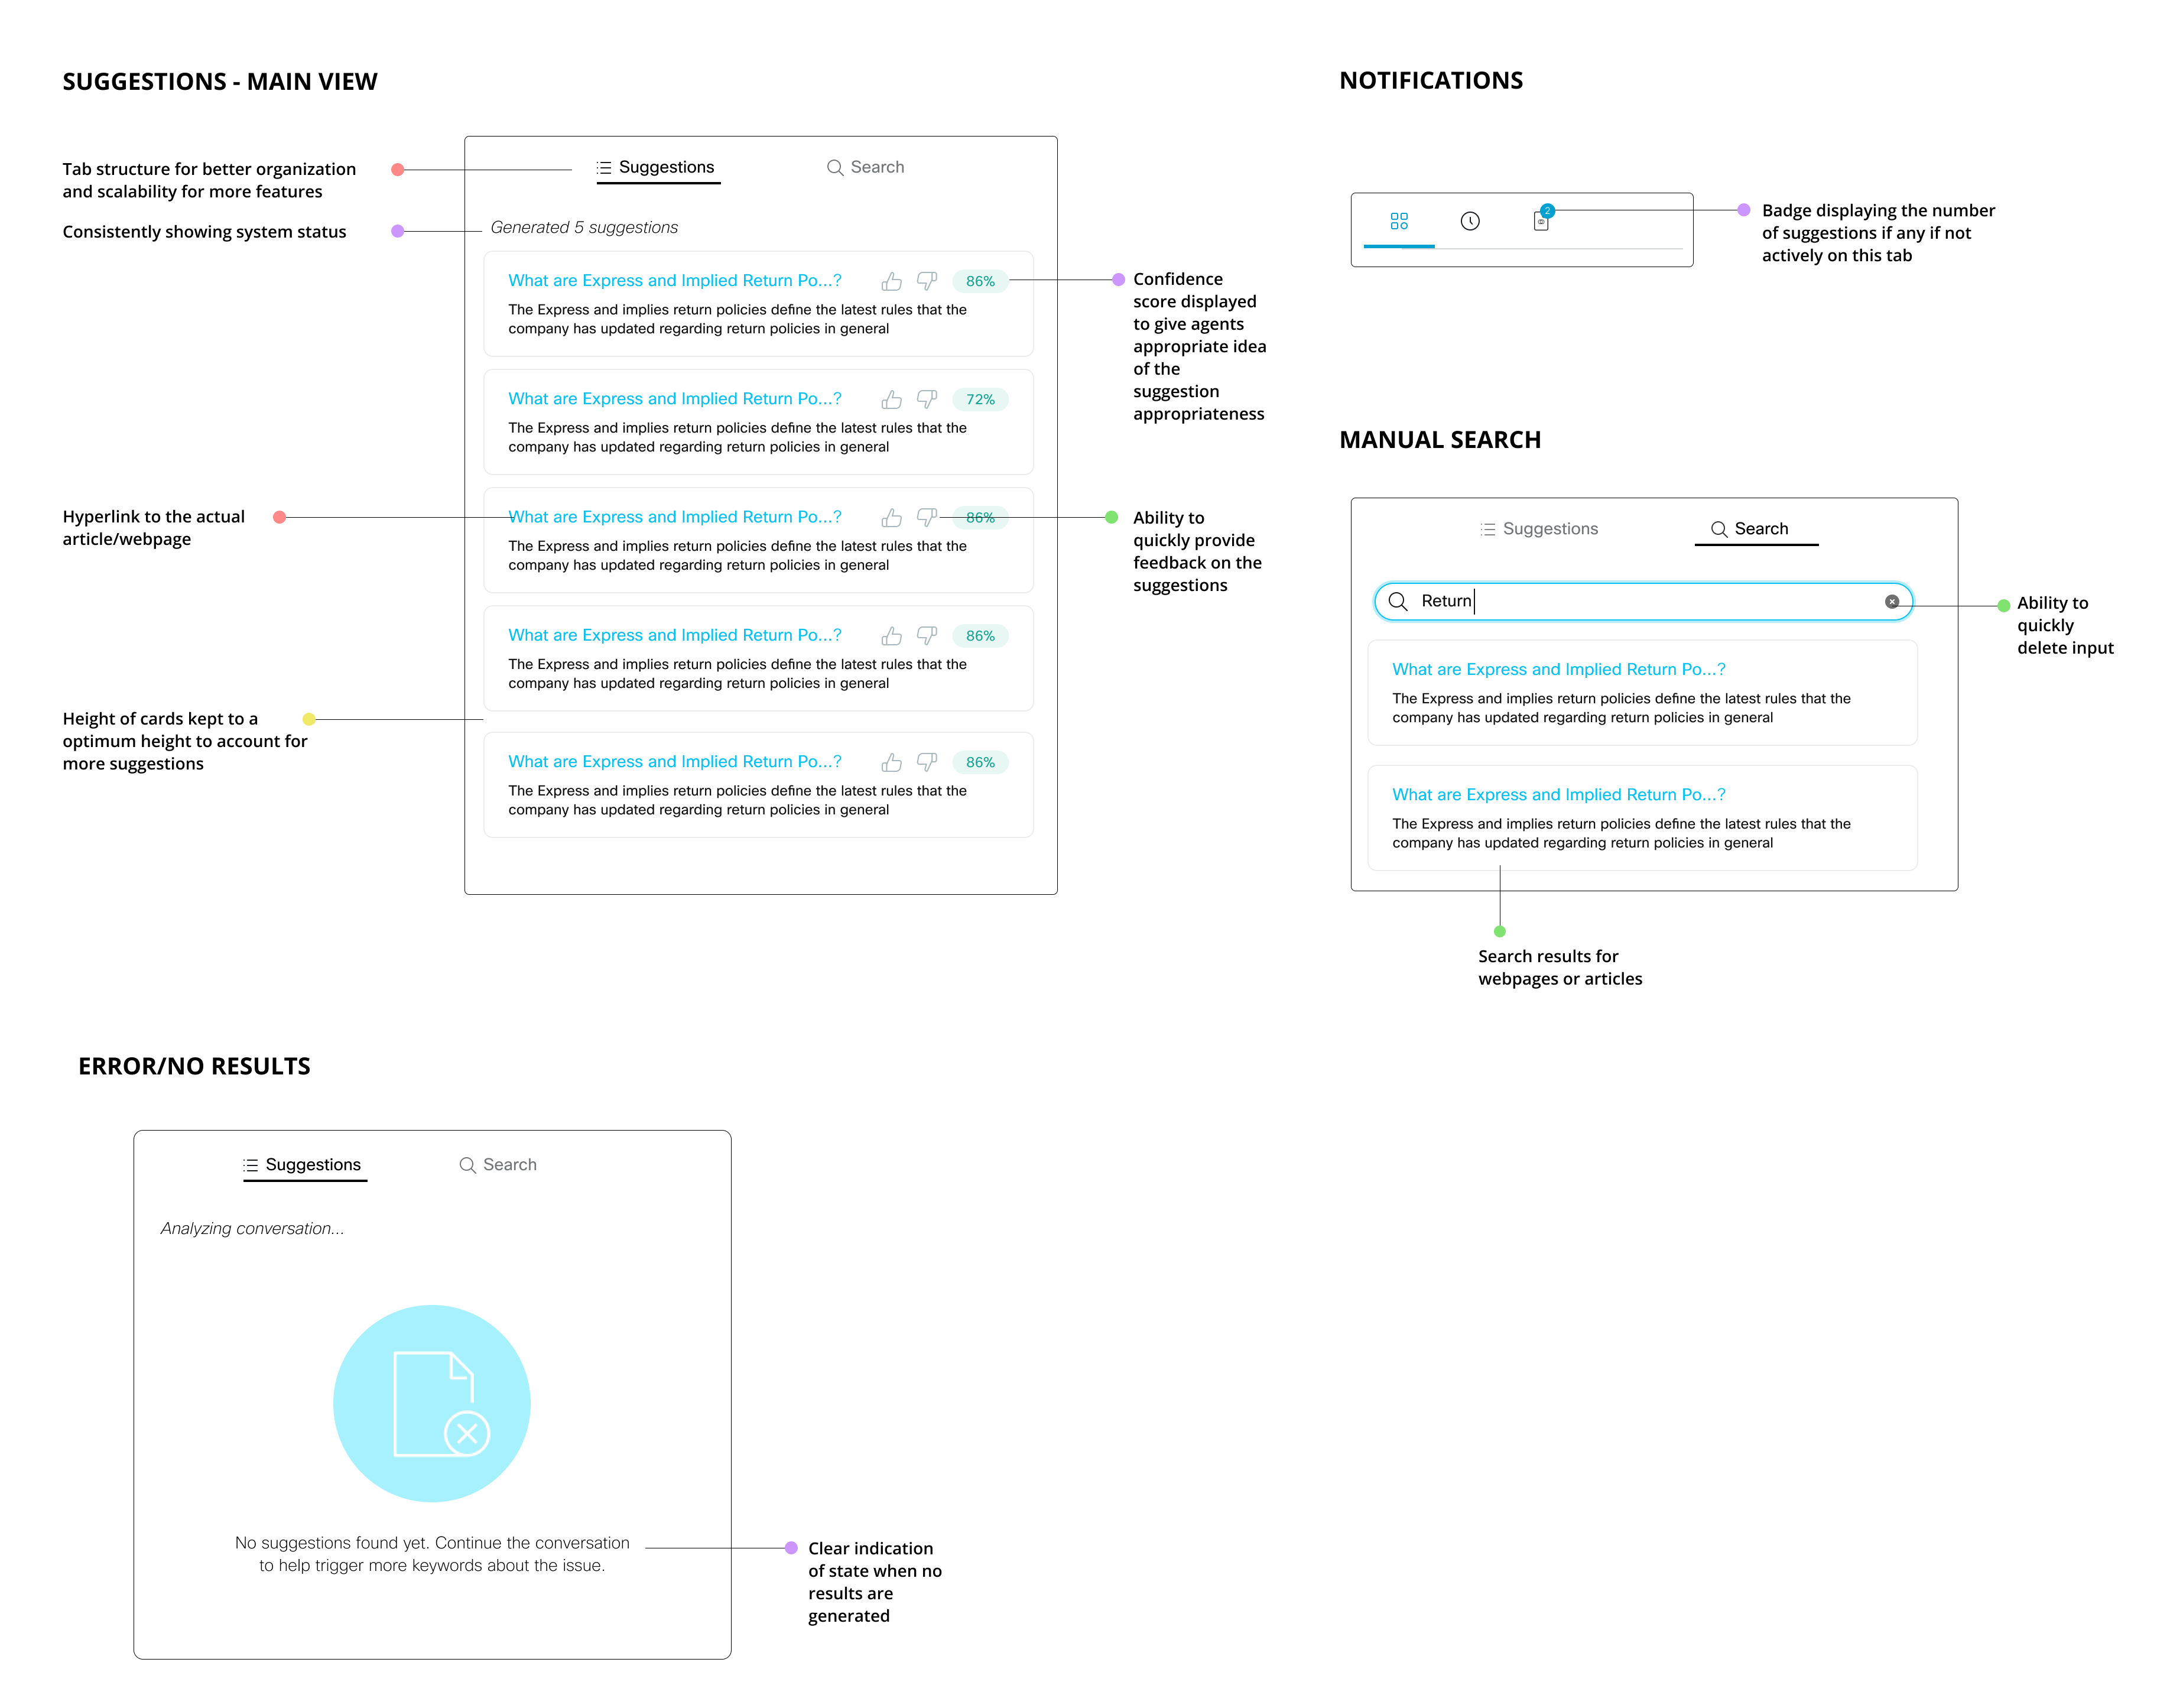 SUGGESTIONS - MAIN VIEW
Tab structure for better organization
and scalability for more features
Consistently showing system status
Hyperlink to the actual
article/webpage
Height of cards kept to a
optimum height to account for
more suggestions
Suggestions
Search
Generated 5 suggestions
What are Express and Implied Return Po...?
86%
The Express and implies return policies define the latest rules that the
company has updated regarding return policies in general
What are Express and Implied Return Po...?
72%
The Express and implies return policies define the latest rules that the
company has updated regarding return policies in general
What are Express and Implied Return Po...?
86%
The Express and implies return policies define the latest rules that the
company has updated regarding return policies in general
What are Express and Implied Return Po...?
86%
The Express and implies return policies define the latest rules that the
company has updated regarding return policies in general
What are Express and Implied Return Po...?
86%
The Express and implies return policies define the latest rules that the
company has updated regarding return policies in general
Confidence
score displayed
to give agents
appropriate idea
of the
suggestion
appropriateness
Ability to
quickly provide
feedback on the
suggestions
NOTIFICATIONS
2
Badge displaying the number
of suggestions if any if not
actively on this tab
MANUAL SEARCH
Suggestions
Search
Return
What are Express and Implied Return Po...?
The Express and implies return policies define the latest rules that the
company has updated regarding return policies in general
What are Express and Implied Return Po...?
The Express and implies return policies define the latest rules that the
company has updated regarding return policies in general
Ability to
quickly
delete input
Search results for
webpages or articles
ERROR/NO RESULTS
Suggestions
Search
Analyzing conversation...
No suggestions found yet. Continue the conversation
to help trigger more keywords about the issue.
Clear indication
of state when no
results are
generated